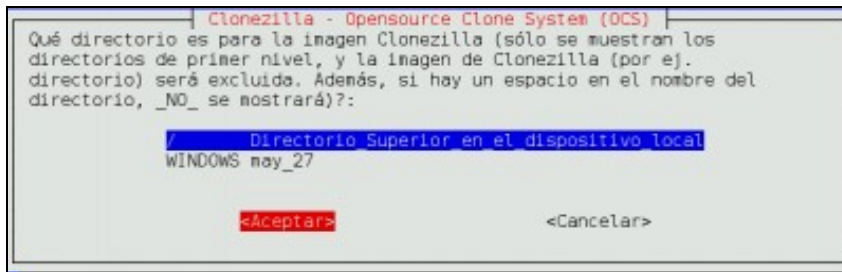 Clonezilla - Opensource Clone System (OCS)
Qué directorio es para la imagen Clonezilla (sólo se muestran los
directorios de primer nivel, y la imagen de Clonezilla (por ej.
directorio) será excluida. Además, si hay un espacio en el nombre del
directorio, _NO_ se mostrará)?:
/ Directorio_Superior_en_el_dispositivo_local
WINDOWS may_27
<Aceptar> <Cancelar>